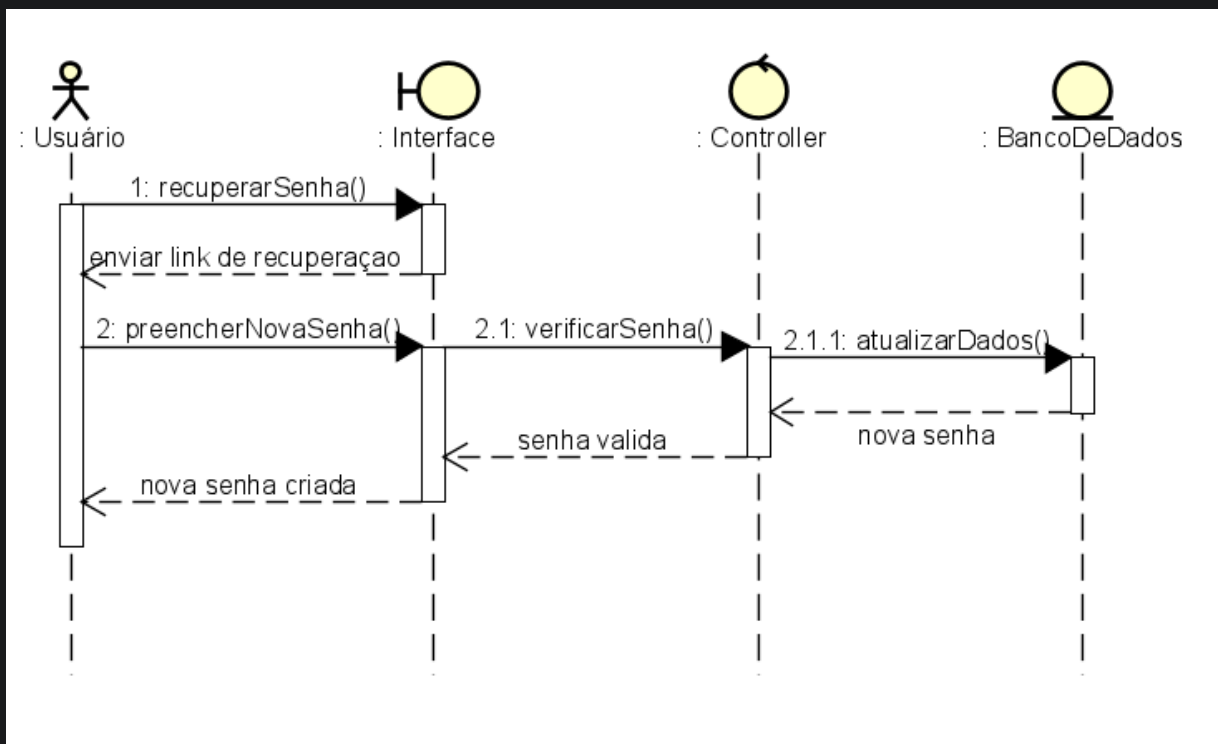 : Usuário
: Interface
: Controller
: BancoDeDados
1: recuperarSenha()
enviar link de recuperaçao
2: preencherNovaSenha()
2.1: verificarSenha()
2.1.1: atualizarDados()
nova senha
senha valida
nova senha criada